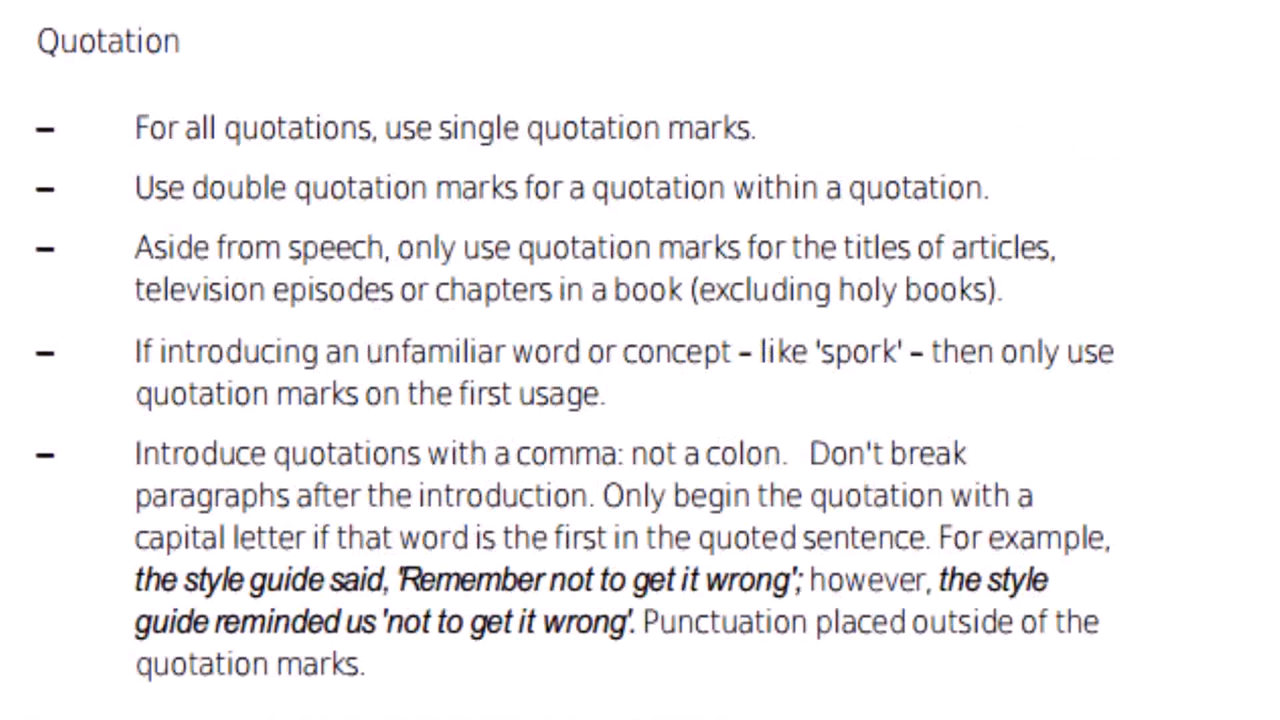 Quotation
– For all quotations, use single quotation marks.
– Use double quotation marks for a quotation within a quotation.
– Aside from speech, only use quotation marks for the titles of articles,
television episodes or chapters in a book (excluding holy books).
– If introducing an unfamiliar word or concept – like 'spork' – then only use
quotation marks on the first usage.
– Introduce quotations with a comma: not a colon.   Don't break
paragraphs after the introduction. Only begin the quotation with a
capital letter if that word is the first in the quoted sentence. For example,
the style guide said, 'Remember not to get it wrong'; however, the style
guide reminded us 'not to get it wrong'. Punctuation placed outside of the
quotation marks.